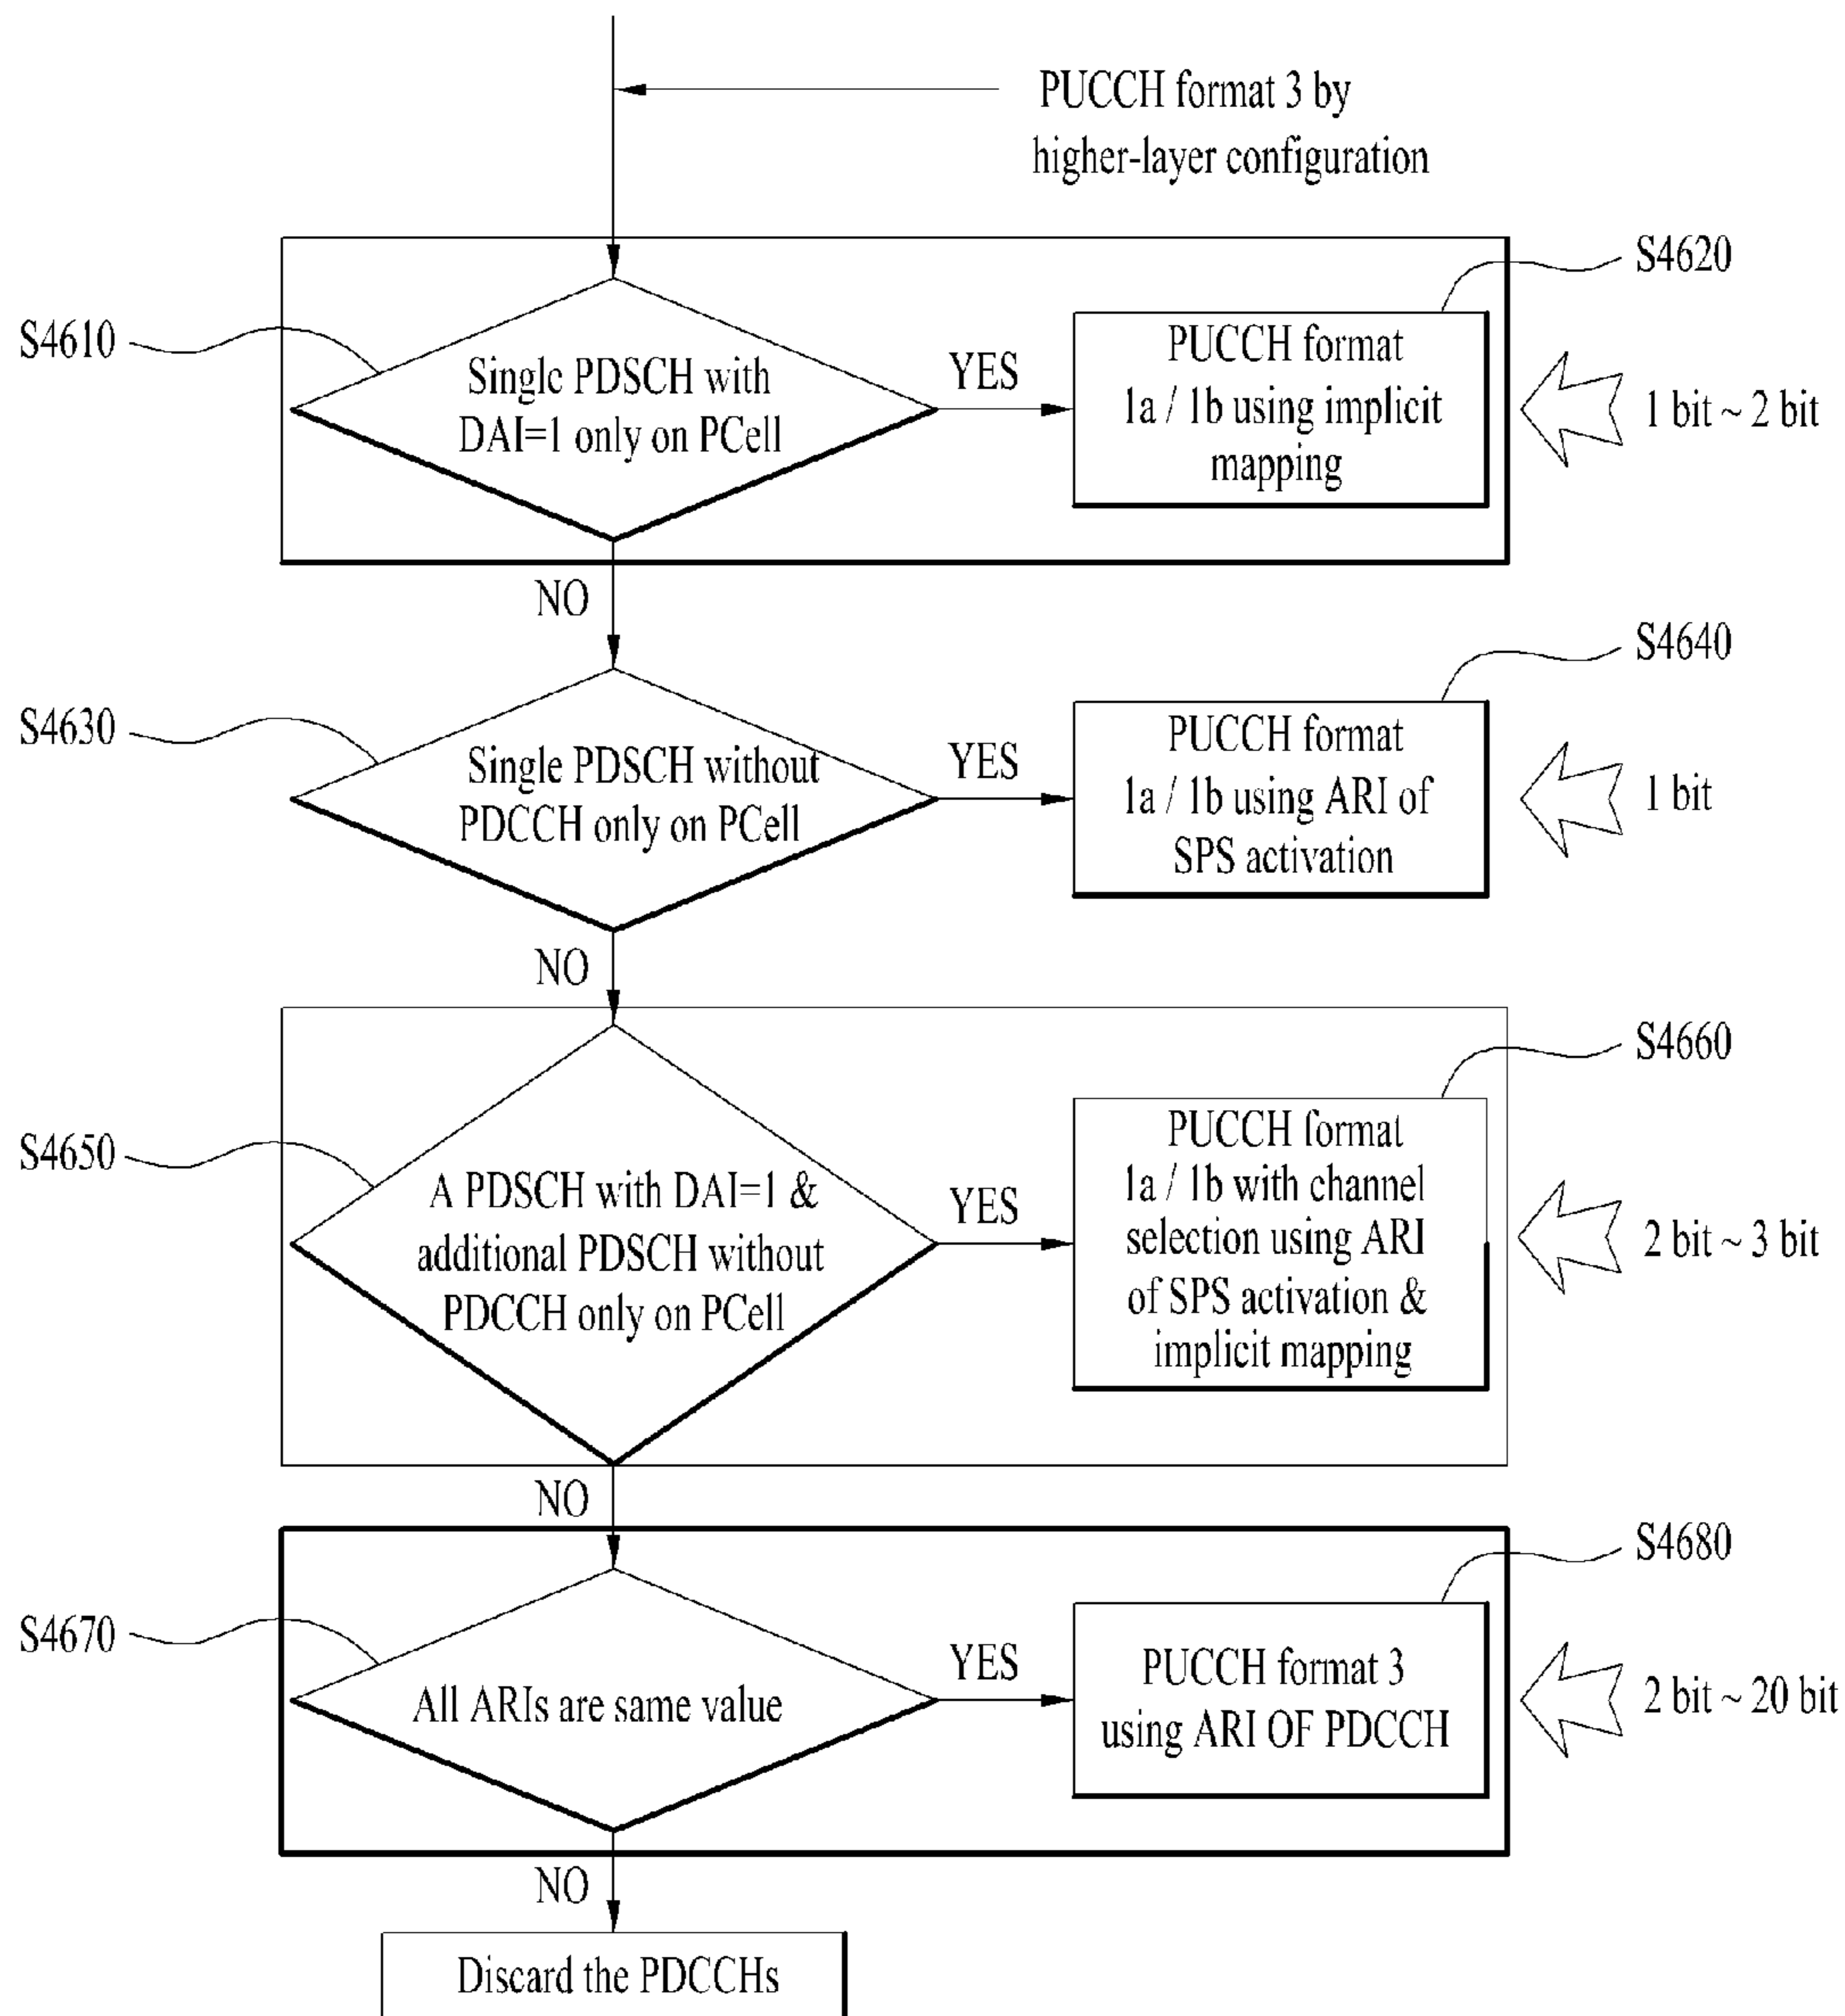 PUCCH format 3 by
higher-layer configuration
S4610
Single PDSCH with
DAI=1 only on PCell
YES
PUCCH format
1a / 1b using implicit
mapping
S4620
1 bit ~ 2 bit
NO
S4630
Single PDSCH without
PDCCH only on PCell
YES
PUCCH format
1a / 1b using ARI of
SPS activation
S4640
1 bit
NO
S4650
A PDSCH with DAI=1 &
additional PDSCH without
PDCCH only on PCell
YES
PUCCH format
1a / 1b with channel
selection using ARI
of SPS activation &
implicit mapping
S4660
2 bit ~ 3 bit
NO
S4670
All ARIs are same value
YES
PUCCH format 3
using ARI OF PDCCH
S4680
2 bit ~ 20 bit
NO
Discard the PDCCHs